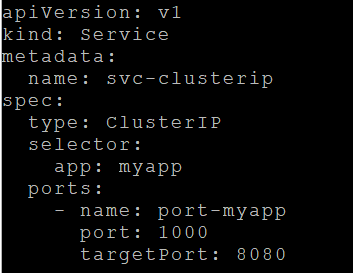 apiVersion: v1
kind: Service
metadata:
  name: svc-clusterip
spec:
  type: ClusterIP
  selector:
    app: myapp
  ports:
    - name: port-myapp
      port: 1000
      targetPort: 8080